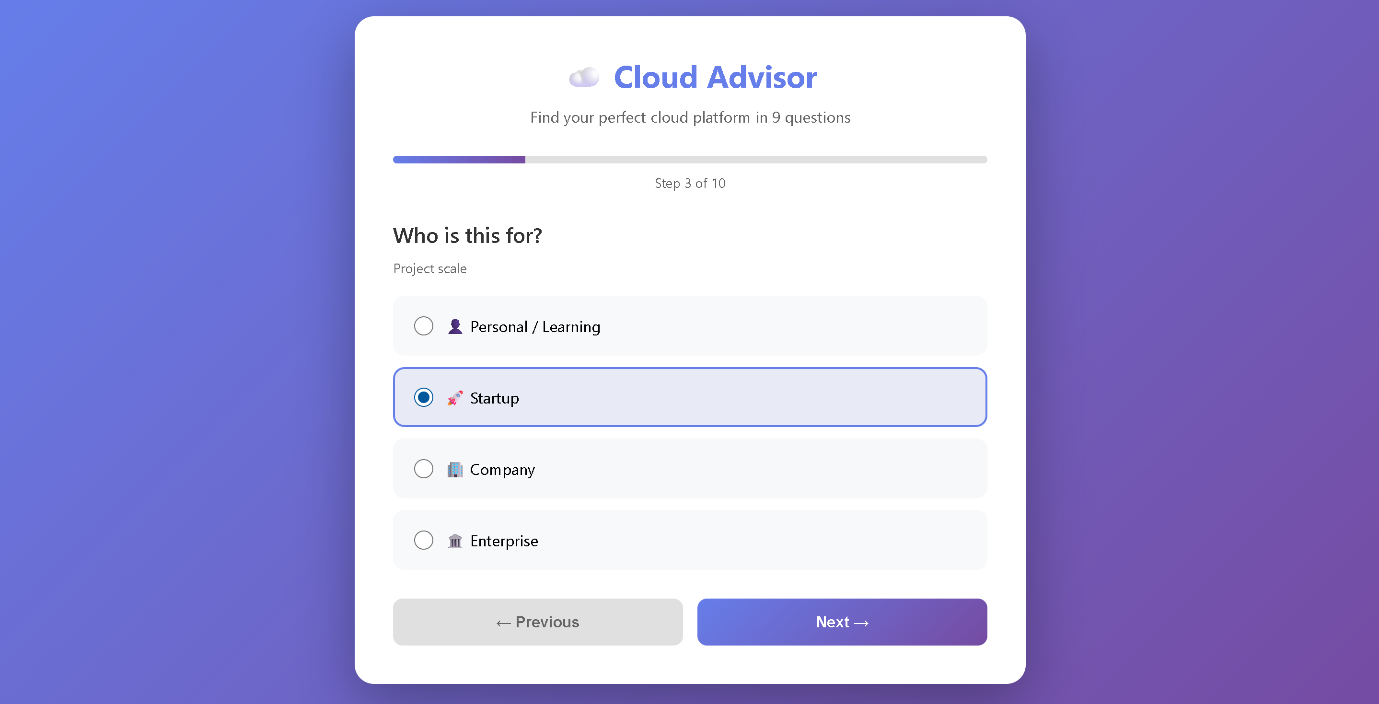 Cloud Advisor
Find your perfect cloud platform in 9 questions
Step 3 of 10
Who is this for?
Project scale
Personal / Learning
Startup
Company
Enterprise
← Previous
Next →